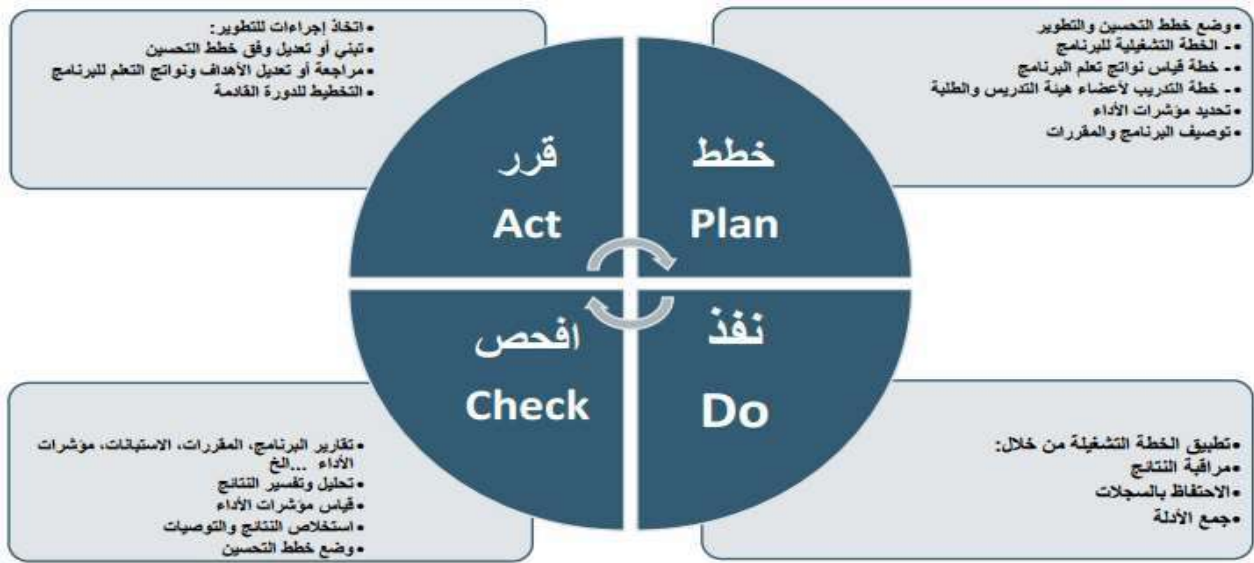 • وضع خطط التحسين والتطوير
•- الخطة التشغيلية للبرنامج
•- خطة قياس نواتج تعلم البرنامج
•- خطة التدريب لأعضاء هيئة التدريس والطلبة
• تحديد مؤشرات الأداء
• توصيف البرنامج والمقررات
• اتخاذ إجراءات للتطوير:
• تبني أو تعديل وفق خطط التحسين
• مراجعة أو تعديل الأهداف ونواتج التعلم للبرنامج
• التخطيط للدورة القادمة
خطط
Plan
قرر
Act
نفذ
Do
افحص
Check
• تطبيق الخطة التشغيلة من خلال:
• مراقبة النتائج
• الاحتفاظ بالسجلات
• جمع الأدلة
• تقارير البرنامج، المقررات، الاستبانات، مؤشرات
الأداء ...الخ
• تحليل وتفسير النتائج
• قياس مؤشرات الأداء
• استخلاص النتائج والتوصيات
• وضع خطط التحسين